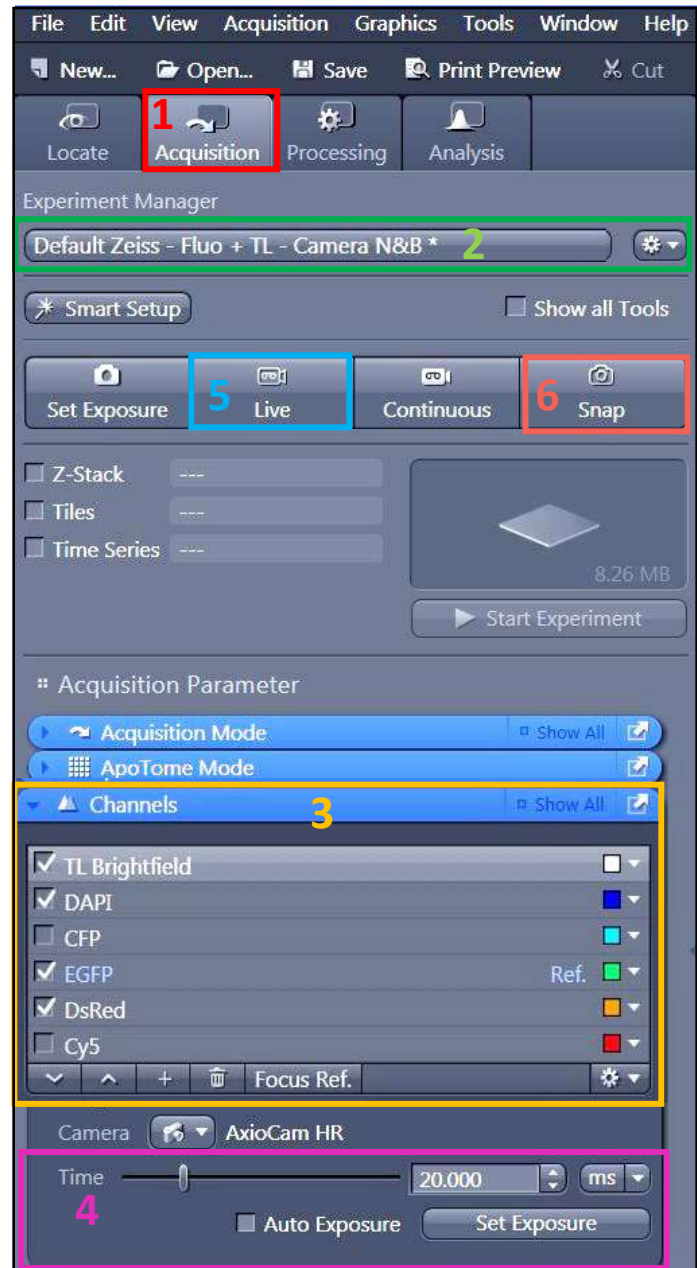 File Edit View Acquisition Graphics Tools Window Help
New... Open... Save Print Preview Cut
1
Locate Acquisition Processing Analysis
Experiment Manager
Default Zeiss - Fluo + TL - Camera N&B * 2
Smart Setup Show all Tools
Set Exposure 5 Live Continuous 6 Snap
Z-Stack ---
Tiles ---
Time Series ---
8.26 MB
Start Experiment
Acquisition Parameter
Acquisition Mode Show All
ApoTome Mode
Channels 3 Show All
TL Brightfield
DAPI
CFP
EGFP Ref.
DsRed
Cy5
+ Focus Ref.
Camera AxioCam HR
Time 20.000 ms
4 Auto Exposure Set Exposure